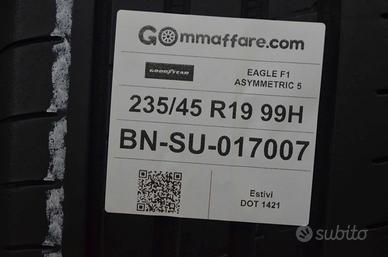 GOmmaffare.com
GOODYEAR
EAGLE F1
ASYMMETRIC 5
235/45 R19 99H
BN-SU-017007
Estivi
DOT 1421
subito